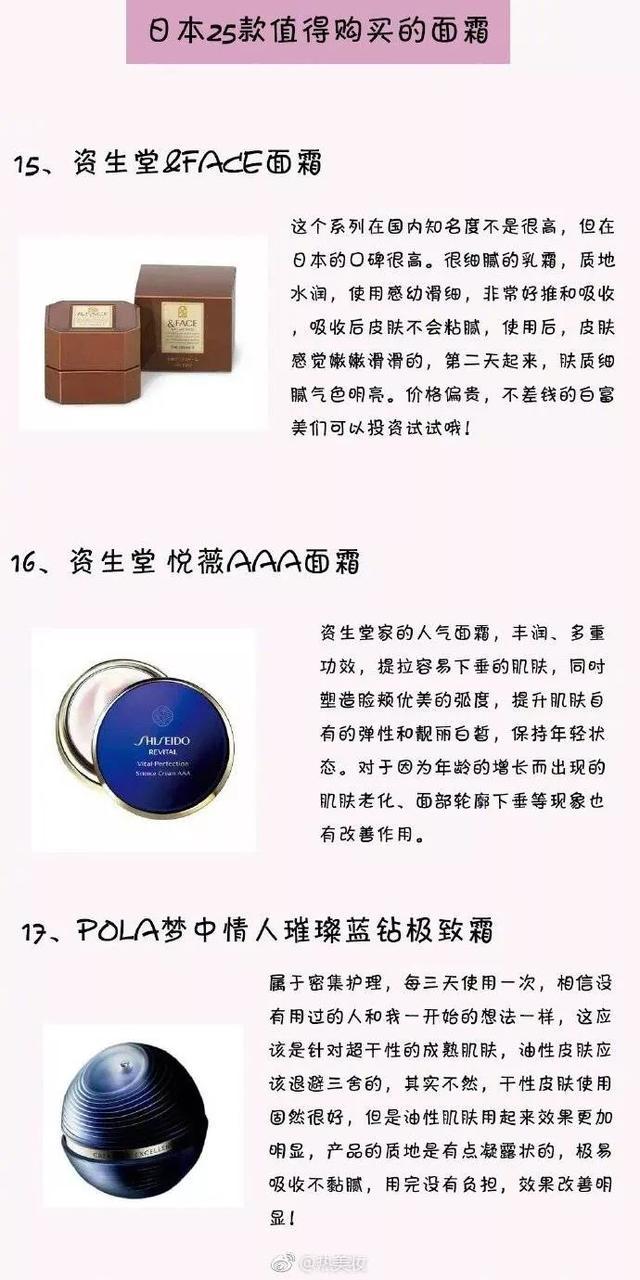 日本25款值得购买的面霜
15、资生堂&FACE面霜
这个系列在国内知名度不是很高，但在
日本的口碑很高。很细腻的乳霜，质地
水润，使用感幼滑细，非常好推和吸收
，吸收后皮肤不会粘腻，使用后，皮肤
感觉嫩嫩滑滑的，第二天起来，肤质细
腻气色明亮。价格偏贵，不差钱的白富
美们可以投资试试哦！
&FACE
&FACE
16、资生堂 悦薇AAA面霜
资生堂家的人气面霜，丰润、多重
功效，提拉容易下垂的肌肤，同时
塑造脸颊优美的弧度，提升肌肤自
有的弹性和靓丽白皙，保持年轻状
态。对于因为年龄的增长而出现的
肌肤老化、面部轮廓下垂等现象也
有改善作用。
SHISEIDO
REVITAL
Vital-Perfection
Science Cream AAA
17、POLA梦中情人璀璨蓝钻极致霜
属于密集护理，每三天使用一次，相信没
有用过的人和我一开始的想法一样，这应
该是针对超干性的成熟肌肤，油性皮肤应
该退避三舍的，其实不然，干性皮肤使用
固然很好，但是油性肌肤用起来效果更加
明显，产品的质地是有点凝露状的，极易
吸收不黏腻，用完没有负担，效果改善明
显！
@热美妆